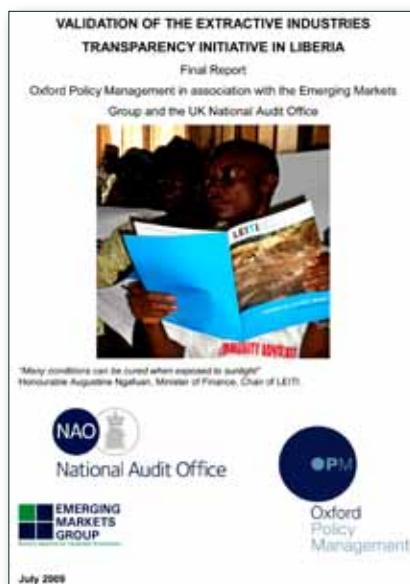 VALIDATION OF THE EXTRACTIVE INDUSTRIES
TRANSPARENCY INITIATIVE IN LIBERIA
Final Report
Oxford Policy Management in association with the Emerging Markets
Group and the UK National Audit Office
LEITI
COMMUNITY ADVOCATE
"Many conditions can be cured when exposed to sunlight"
Honourable Augustine Ngafuan, Minister of Finance, Chair of LEITI
NAO
National Audit Office
OPM
Oxford
Policy
Management
EMERGING
MARKETS
GROUP
July 2009